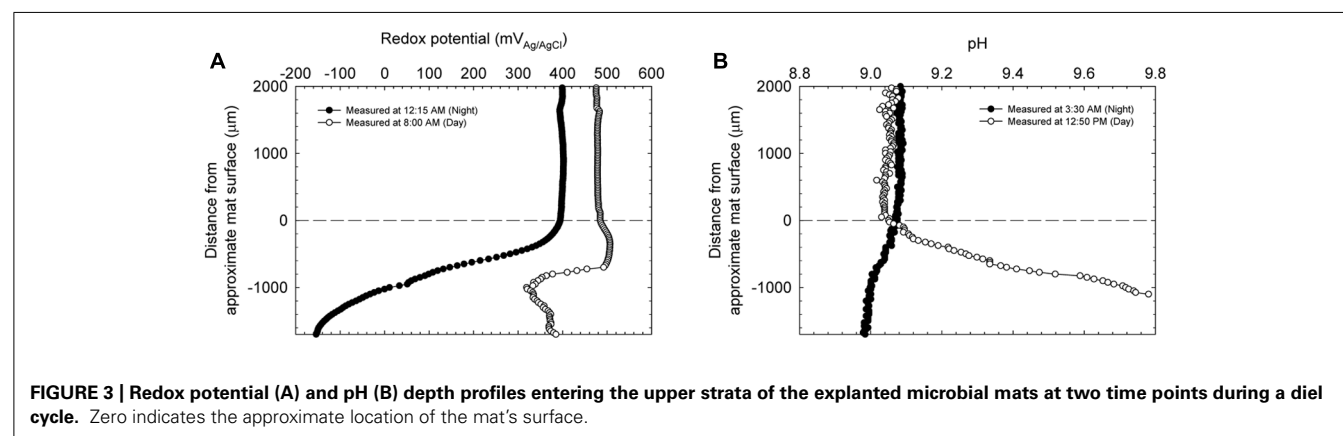 A
Redox potential (mVAg/AgCl)
-200 -100 0 100 200 300 400 500 600
Distance from
approximate mat surface (μm)
2000
1000
0
-1000
Measured at 12:15 AM (Night)
Measured at 8:00 AM (Day)
B
pH
8.8 9.0 9.2 9.4 9.6 9.8
Distance from
approximate mat surface (μm)
2000
1000
0
-1000
Measured at 3:30 AM (Night)
Measured at 12:50 PM (Day)
FIGURE 3 | Redox potential (A) and pH (B) depth profiles entering the upper strata of the explanted microbial mats at two time points during a diel
cycle. Zero indicates the approximate location of the mat's surface.